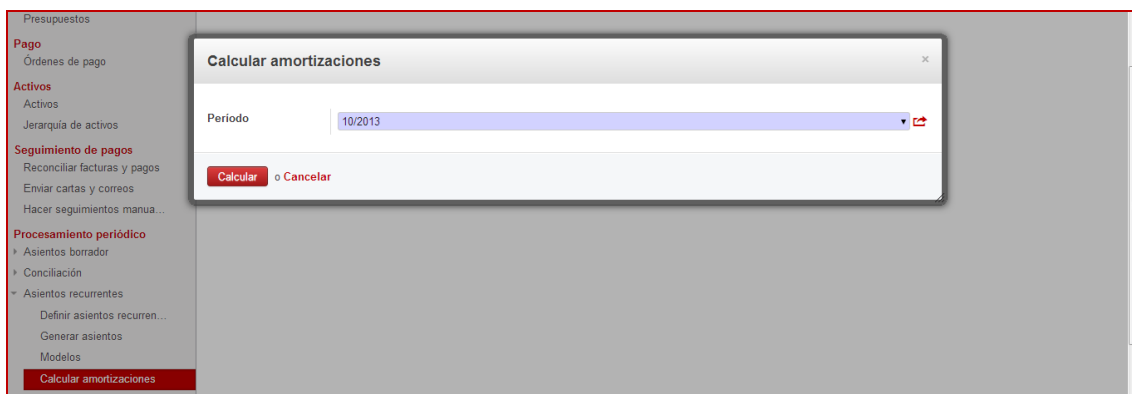 Presupuestos
Pago
Órdenes de pago
Activos
Activos
Jerarquía de activos
Seguimiento de pagos
Reconciliar facturas y pagos
Enviar cartas y correos
Hacer seguimientos manua...
Procesamiento periódico
Asientos borrador
Conciliación
Asientos recurrentes
Definir asientos recurren...
Generar asientos
Modelos
Calcular amortizaciones
Calcular amortizaciones
×
Período 10/2013
Calcular o Cancelar